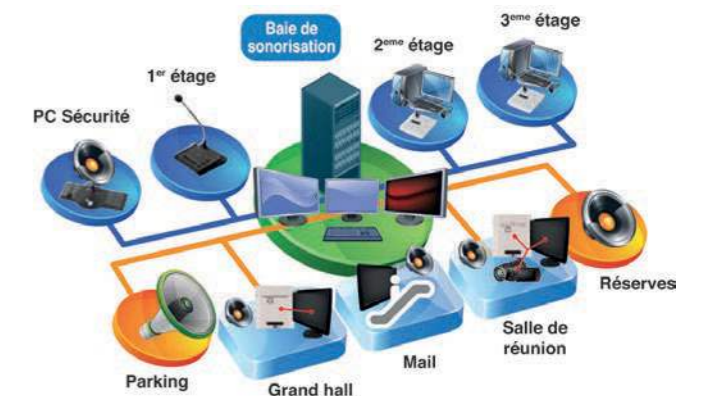 Baie de
sonorisation
3eme étage
2eme étage
1er étage
PC Sécurité
Réserves
Salle de
réunion
Mail
Parking
Grand hall